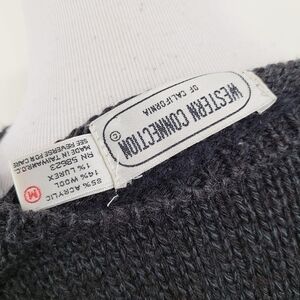 WESTERN CONNECTION
OF CALIFORNIA
©
M
85% ACRYLIC
14% WOOL
1% LUREX
RN 58623
MADE IN TAIWAN R.O.C.
SEE REVERSE FOR CARE